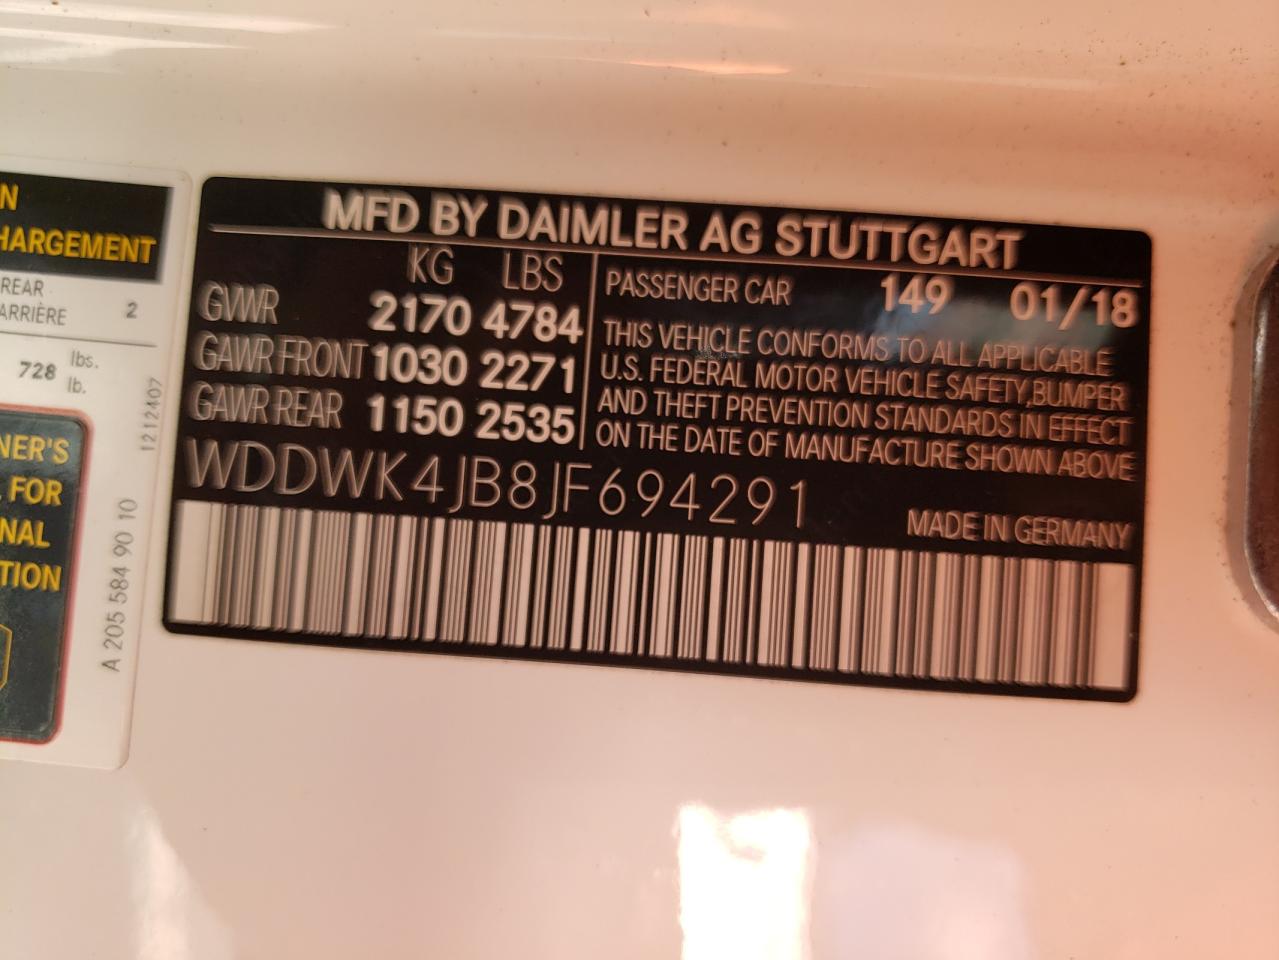 N
HARGEMENT
REAR
ARRIÈRE 2
728 lbs.
lb.
NER'S
FOR
NAL
TION
1212407
A 205 584 90 10
MFD BY DAIMLER AG STUTTGART
KG LBS
GVWR 2170 4784
GAWR FRONT 1030 2271
GAWR REAR 1150 2535
PASSENGER CAR 149 01/18
THIS VEHICLE CONFORMS TO ALL APPLICABLE
U.S. FEDERAL MOTOR VEHICLE SAFETY,BUMPER
AND THEFT PREVENTION STANDARDS IN EFFECT
ON THE DATE OF MANUFACTURE SHOWN ABOVE
WDDWK4JB8JF694291
MADE IN GERMANY